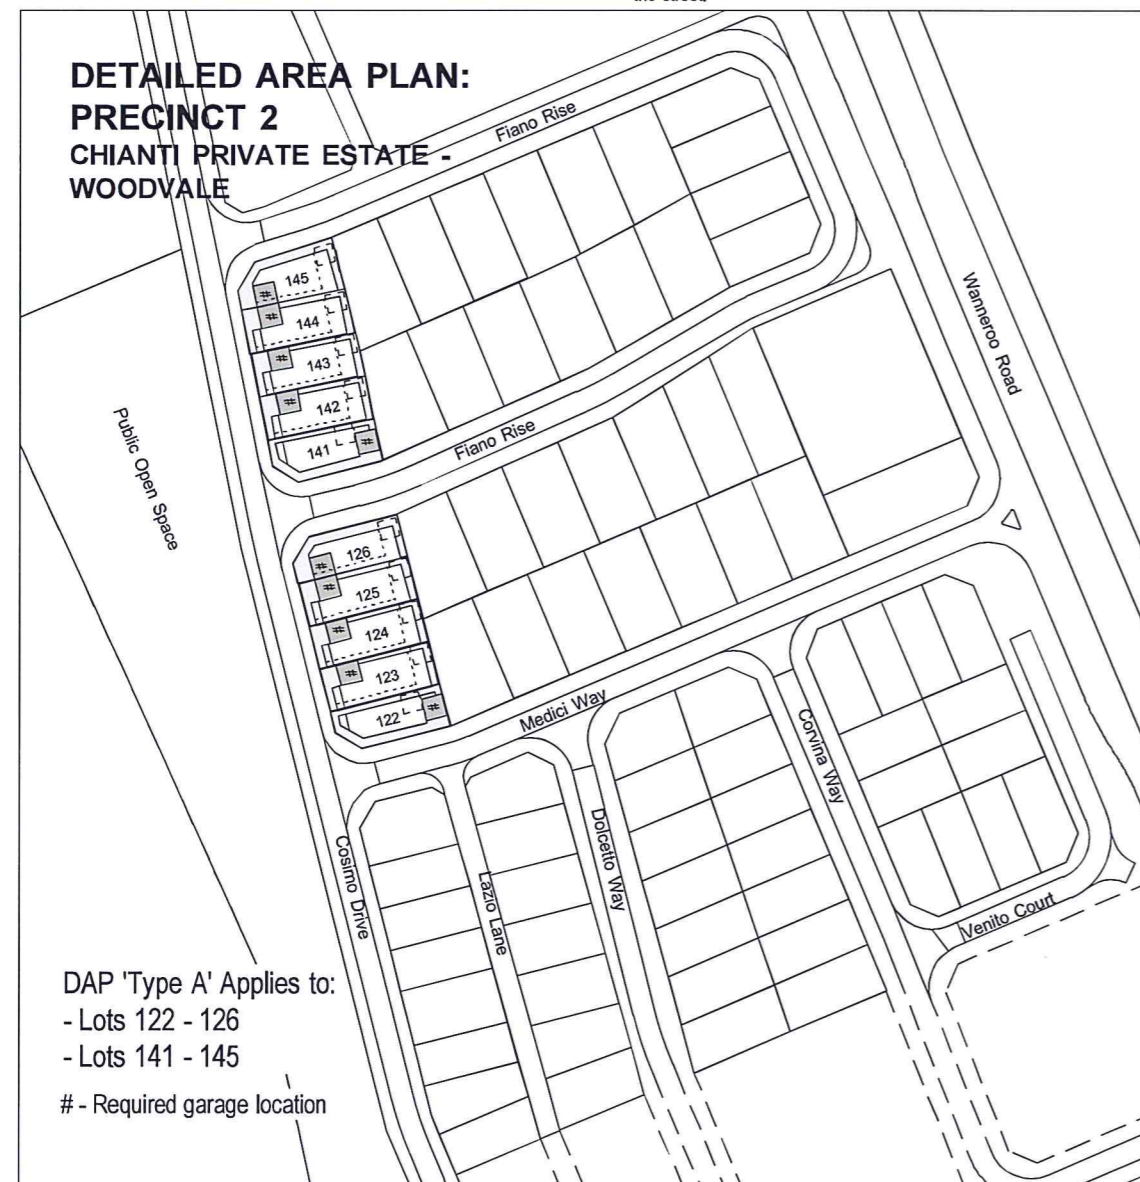 DETAILED AREA PLAN:
PRECINCT 2
CHIANTI PRIVATE ESTATE -
WOODVALE
Fiano Rise
Wanneroo Road
145
#
144
#
143
#
142
#
141
#
Public Open Space
Fiano Rise
126
#
125
#
124
#
123
#
122
#
Medici Way
Corvina Way
Cosimo Drive
Lazio Lane
Dolcetto Way
Venito Court
DAP 'Type A' Applies to:
- Lots 122 - 126
- Lots 141 - 145
# - Required garage location